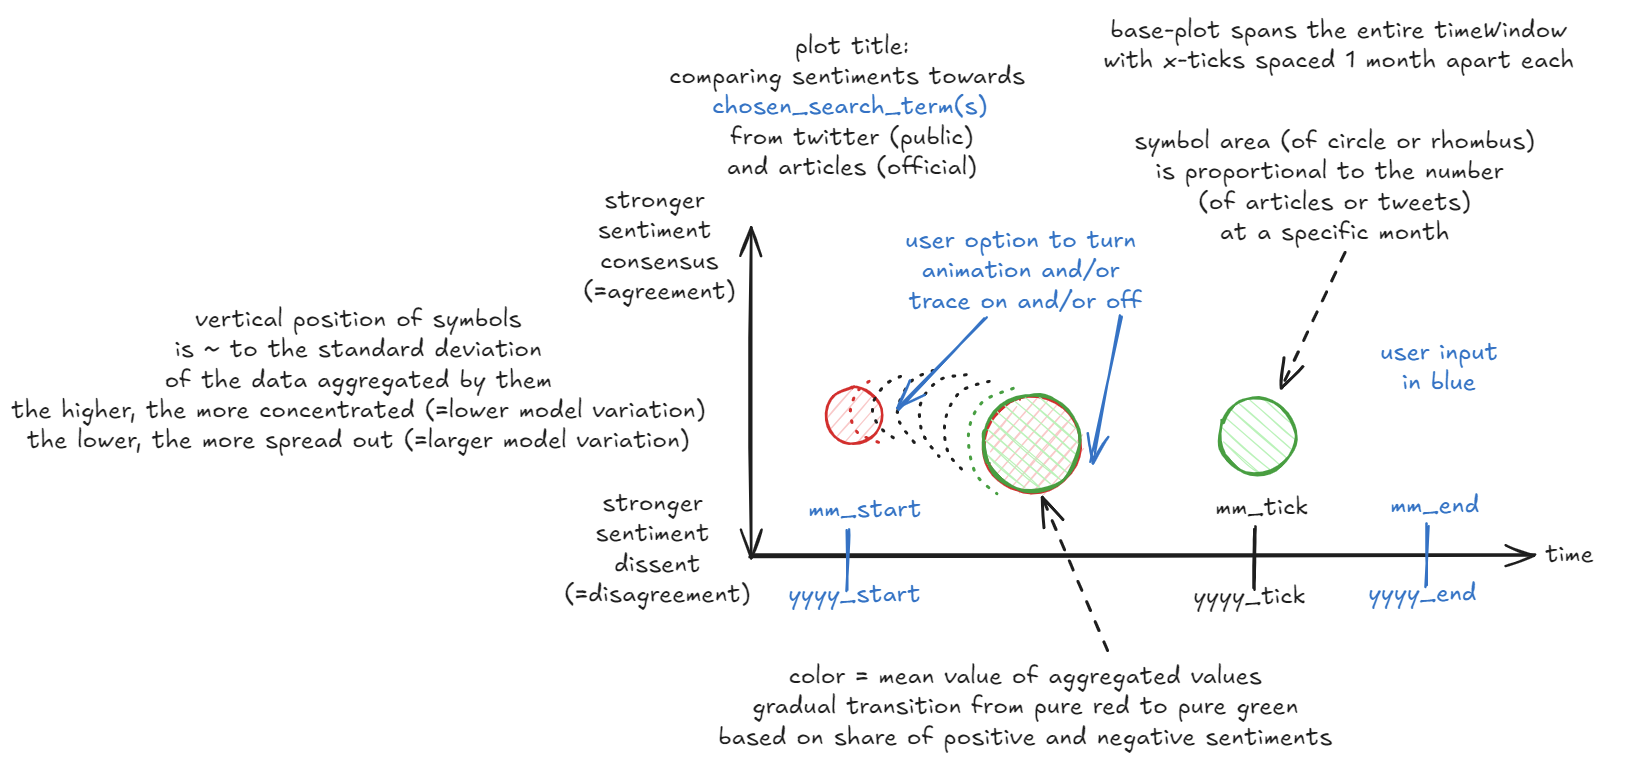 base-plot spans the entire timeWindow
with x-ticks spaced 1 month apart each
plot title:
comparing sentiments towards
chosen_search_term(s)
from twitter (public)
and articles (official)
symbol area (of circle or rhombus)
is proportional to the number
(of articles or tweets)
at a specific month
stronger
sentiment
consensus
(=agreement)
user option to turn
animation and/or
trace on and/or off
vertical position of symbols
is ~ to the standard deviation
of the data aggregated by them
the higher, the more concentrated (=lower model variation)
the lower, the more spread out (=larger model variation)
user input
in blue
stronger
sentiment
dissent
(=disagreement)
mm_start
yyyy_start
mm_tick
yyyy_tick
mm_end
yyyy_end
time
color = mean value of aggregated values
gradual transition from pure red to pure green
based on share of positive and negative sentiments